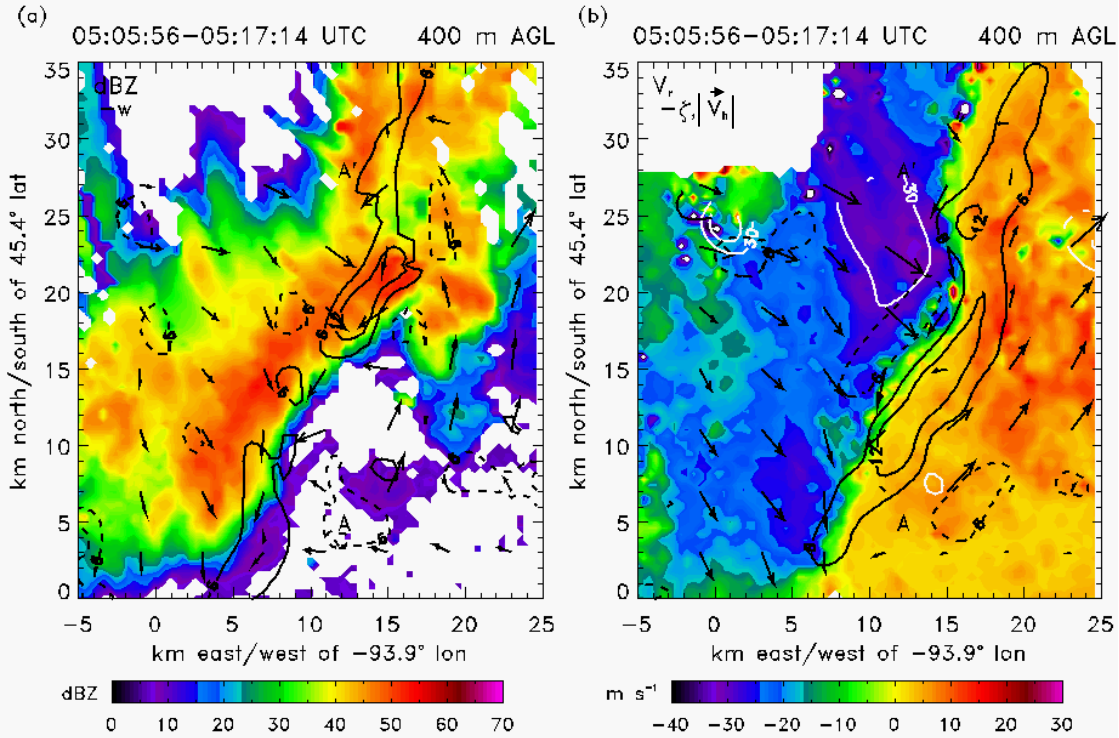 (a)
05:05:56-05:17:14 UTC 400 m AGL
dBZ
w
A'
A
km north/south of 45.4° lat
35
30
25
20
15
10
5
0
-5 0 5 10 15 20 25
km east/west of -93.9° lon
dBZ
0 10 20 30 40 50 60 70
(b)
05:05:56-05:17:14 UTC 400 m AGL
Vr
-ζ,|Vh|
A'
30
30
12
6
12
6
6
A
km north/south of 45.4° lat
35
30
25
20
15
10
5
0
-5 0 5 10 15 20 25
km east/west of -93.9° lon
m s⁻¹
-40 -30 -20 -10 0 10 20 30